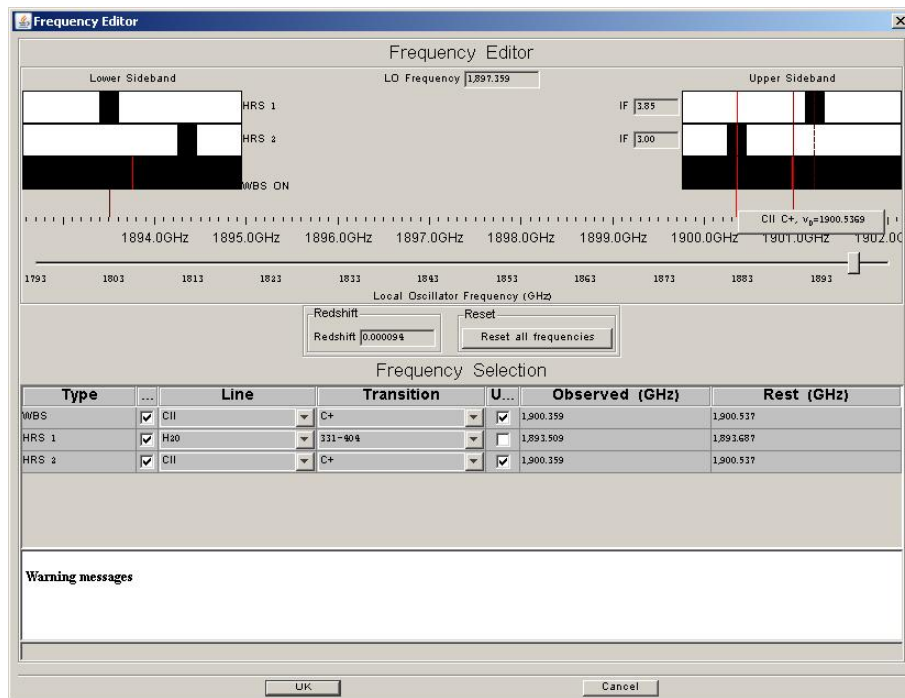 Frequency Editor
Frequency Editor
Lower Sideband
LO Frequency 1,897.359
Upper Sideband
HRS 1
IF 3.85
HRS 2
IF 3.00
WBS ON
CII C+, ν₀=1900.5369
1894.0GHz 1895.0GHz 1896.0GHz 1897.0GHz 1898.0GHz 1899.0GHz 1900.0GHz 1901.0GHz 1902.0G
1793 1803 1813 1823 1833 1843 1853 1863 1873 1883 1893
Local Oscillator Frequency (GHz)
Redshift
Reset
Redshift 0.000094
Reset all frequencies
Frequency Selection
Type ... Line Transition U... Observed (GHz) Rest (GHz)
WBS CII C+ 1,900.359 1,900.537
HRS 1 H20 331-404 1,893.509 1,893.687
HRS 2 CII C+ 1,900.359 1,900.537
Warning messages
OK
Cancel